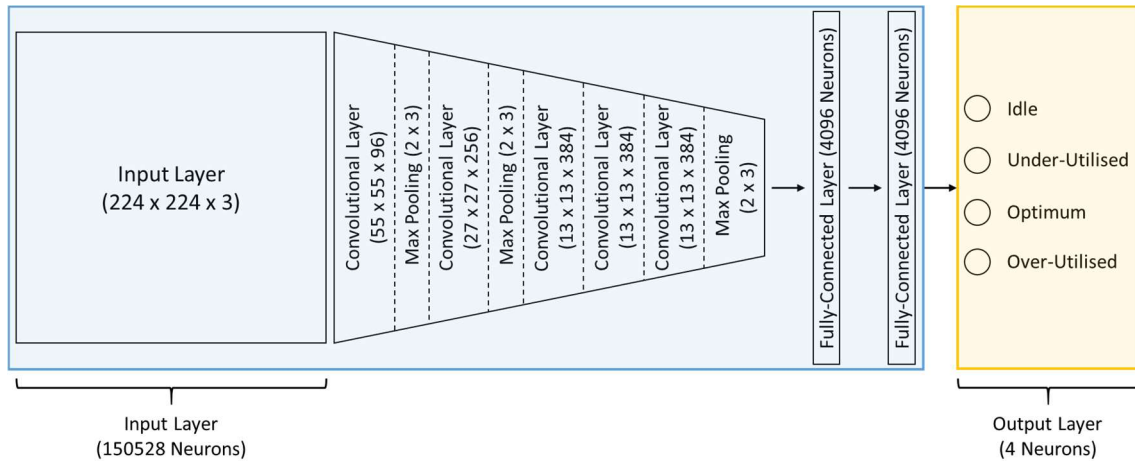 Input Layer
(224 x 224 x 3)
Convolutional Layer
(55 x 55 x 96)
Max Pooling (2 x 3)
Convolutional Layer
(27 x 27 x 256)
Max Pooling (2 x 3)
Convolutional Layer
(13 x 13 x 384)
Convolutional Layer
(13 x 13 x 384)
Convolutional Layer
(13 x 13 x 384)
Max Pooling
(2 x 3)
Fully-Connected Layer (4096 Neurons)
Fully-Connected Layer (4096 Neurons)
Idle
Under-Utilised
Optimum
Over-Utilised
Input Layer
(150528 Neurons)
Output Layer
(4 Neurons)